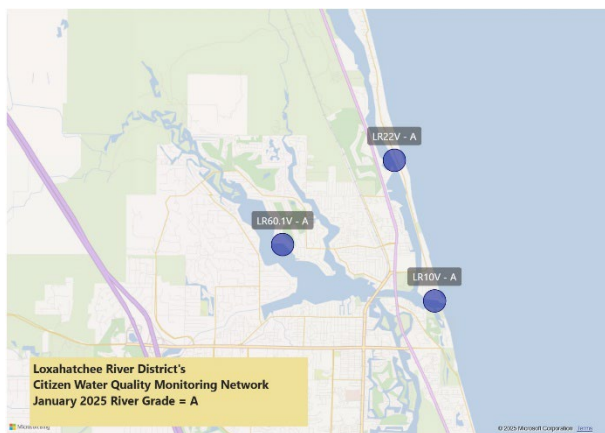 LR22V - A
LR60.1V - A
LR10V - A
Loxahatchee River District's
Citizen Water Quality Monitoring Network
January 2025 River Grade = A
© 2025 Microsoft Corporation Terms